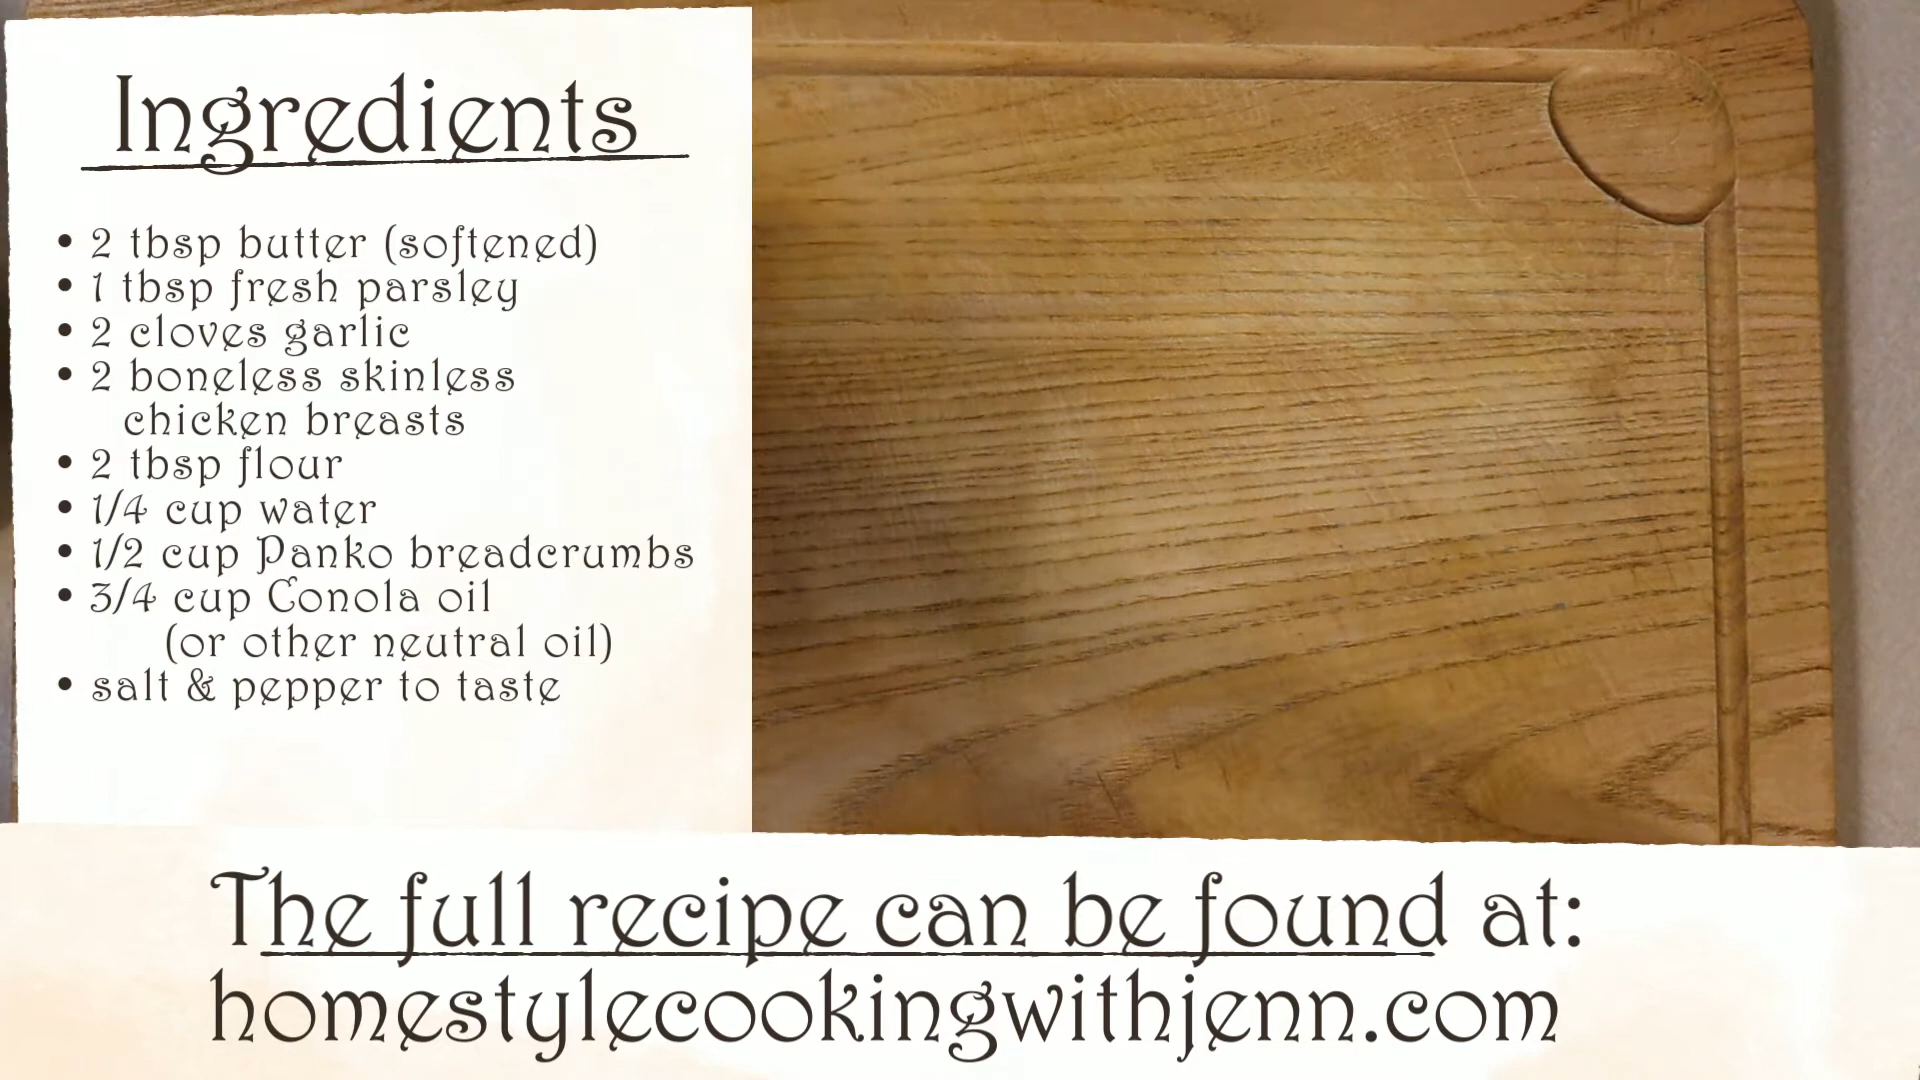 Ingredients
• 2 tbsp butter (softened)
• 1 tbsp fresh parsley
• 2 cloves garlic
• 2 boneless skinless
chicken breasts
• 2 tbsp flour
• 1/4 cup water
• 1/2 cup Panko breadcrumbs
• 3/4 cup Conola oil
(or other neutral oil)
• salt & pepper to taste
The full recipe can be found at:
homestylecookingwithjenn.com